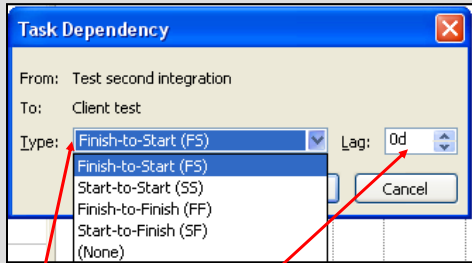 Task Dependency
From: Test second integration
To: Client test
Type: Finish-to-Start (FS) Lag: 0d
Finish-to-Start (FS)
Start-to-Start (SS)
Finish-to-Finish (FF)
Start-to-Finish (SF)
(None)
Cancel